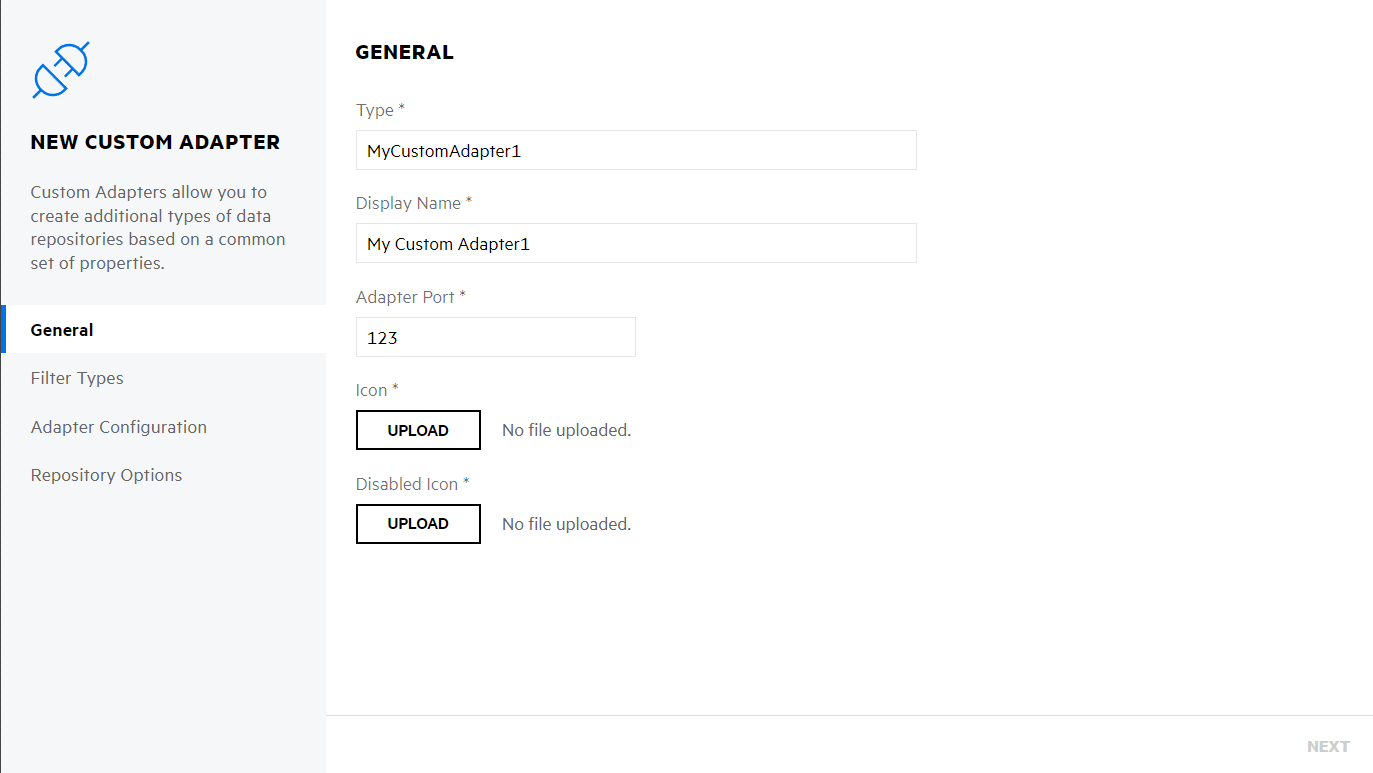 NEW CUSTOM ADAPTER
Custom Adapters allow you to
create additional types of data
repositories based on a common
set of properties.
General
Filter Types
Adapter Configuration
Repository Options
GENERAL
Type *
MyCustomAdapter1
Display Name *
My Custom Adapter1
Adapter Port *
123
Icon *
UPLOAD No file uploaded.
Disabled Icon *
UPLOAD No file uploaded.
NEXT